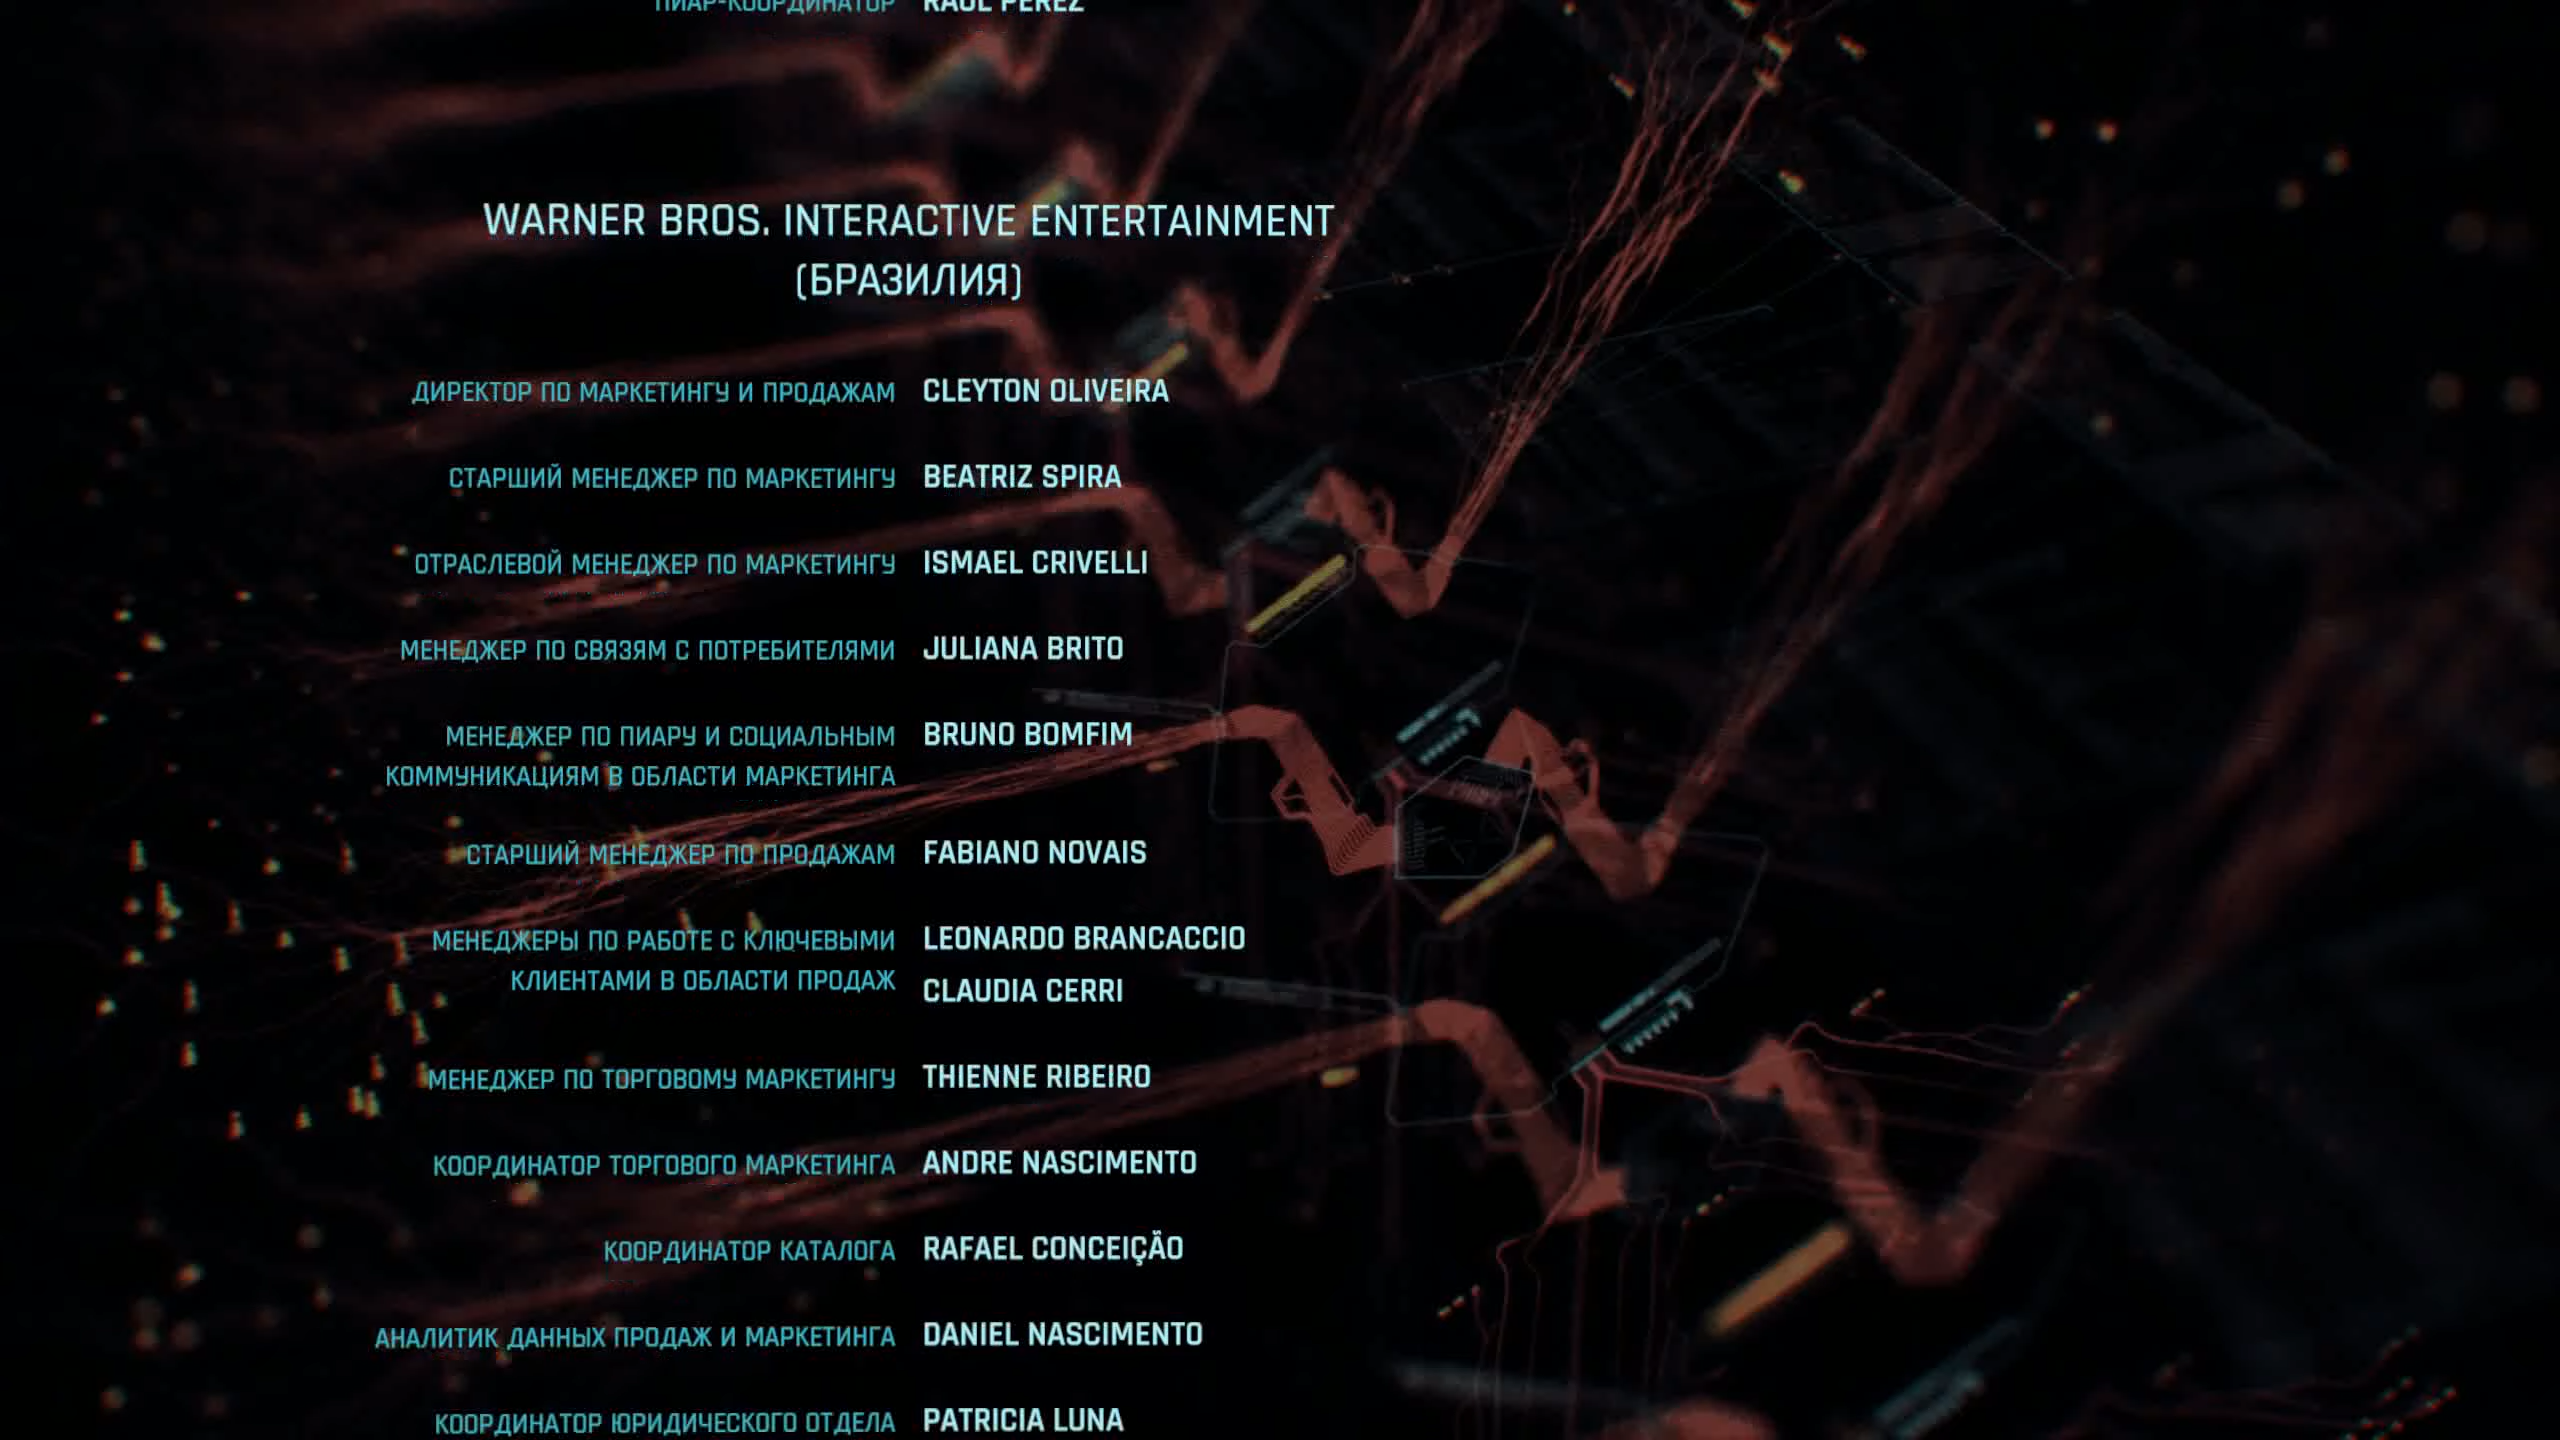 ПИАР-КООРДИНАТОР RAUL PEREZ
WARNER BROS. INTERACTIVE ENTERTAINMENT
(БРАЗИЛИЯ)
ДИРЕКТОР ПО МАРКЕТИНГУ И ПРОДАЖАМ CLEYTON OLIVEIRA
СТАРШИЙ МЕНЕДЖЕР ПО МАРКЕТИНГУ BEATRIZ SPIRA
ОТРАСЛЕВОЙ МЕНЕДЖЕР ПО МАРКЕТИНГУ ISMAEL CRIVELLI
МЕНЕДЖЕР ПО СВЯЗЯМ С ПОТРЕБИТЕЛЯМИ JULIANA BRITO
МЕНЕДЖЕР ПО ПИАРУ И СОЦИАЛЬНЫМ BRUNO BOMFIM
КОММУНИКАЦИЯМ В ОБЛАСТИ МАРКЕТИНГА
СТАРШИЙ МЕНЕДЖЕР ПО ПРОДАЖАМ FABIANO NOVAIS
МЕНЕДЖЕРЫ ПО РАБОТЕ С КЛЮЧЕВЫМИ LEONARDO BRANCACCIO
КЛИЕНТАМИ В ОБЛАСТИ ПРОДАЖ CLAUDIA CERRI
МЕНЕДЖЕР ПО ТОРГОВОМУ МАРКЕТИНГУ THIENNE RIBEIRO
КООРДИНАТОР ТОРГОВОГО МАРКЕТИНГА ANDRE NASCIMENTO
КООРДИНАТОР КАТАЛОГА RAFAEL CONCEIÇÃO
АНАЛИТИК ДАННЫХ ПРОДАЖ И МАРКЕТИНГА DANIEL NASCIMENTO
КООРДИНАТОР ЮРИДИЧЕСКОГО ОТДЕЛА PATRICIA LUNA